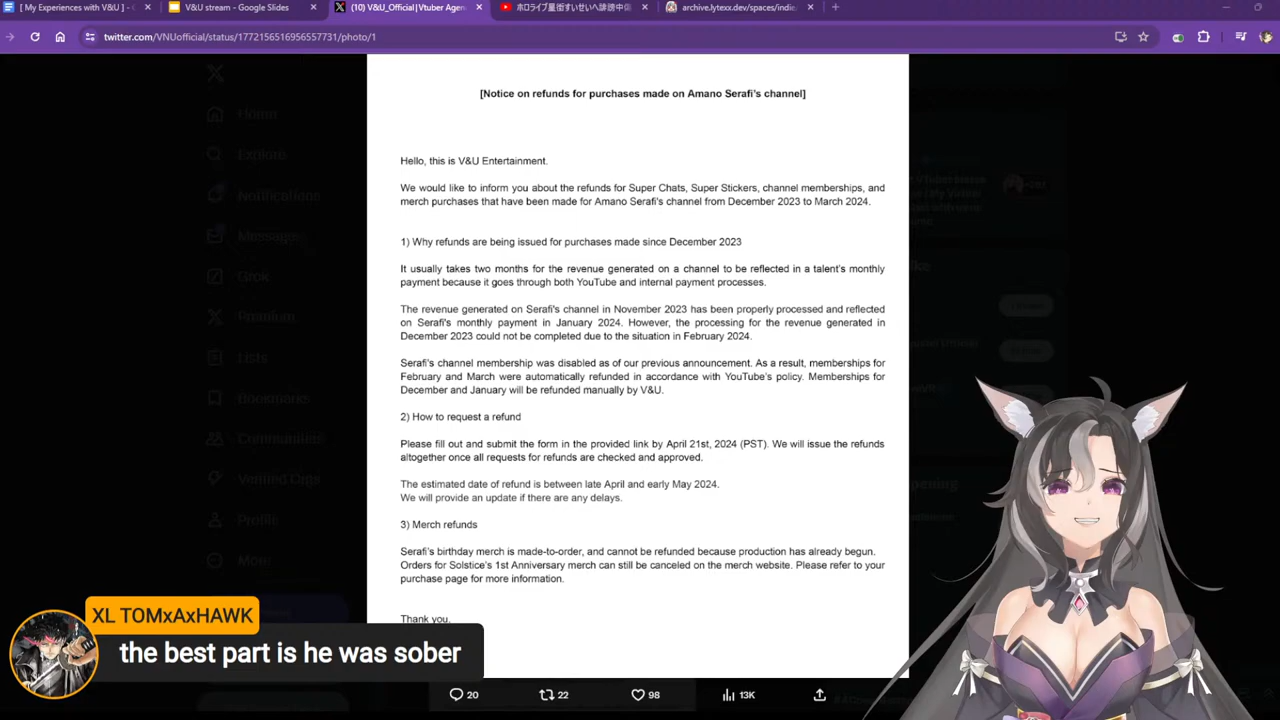 [ My Experiences with V&U ] - G
V&U stream - Google Slides
(10) V&U_Official|Vtuber Agen
ホロライブ星街すいせいへ誹謗中傷
archive.lytexx.dev/spaces/indie.
twitter.com/VNUofficial/status/1772156516956557731/photo/1
Home
Explore
Notifications
Message
Grok
Premium
Lists
Bookmarks
Communities
Verified Orgs
Profile
More
[Notice on refunds for purchases made on Amano Serafi's channel]
Hello, this is V&U Entertainment.
We would like to inform you about the refunds for Super Chats, Super Stickers, channel memberships, and
merch purchases that have been made for Amano Serafi's channel from December 2023 to March 2024.
1) Why refunds are being issued for purchases made since December 2023
It usually takes two months for the revenue generated on a channel to be reflected in a talent's monthly
payment because it goes through both YouTube and internal payment processes.
The revenue generated on Serafi's channel in November 2023 has been properly processed and reflected
on Serafi's monthly payment in January 2024. However, the processing for the revenue generated in
December 2023 could not be completed due to the situation in February 2024.
Serafi's channel membership was disabled as of our previous announcement. As a result, memberships for
February and March were automatically refunded in accordance with YouTube's policy. Memberships for
December and January will be refunded manually by V&U.
2) How to request a refund
Please fill out and submit the form in the provided link by April 21st, 2024 (PST). We will issue the refunds
altogether once all requests for refunds are checked and approved.
The estimated date of refund is between late April and early May 2024.
We will provide an update if there are any delays.
3) Merch refunds
Serafi's birthday merch is made-to-order, and cannot be refunded because production has already begun.
Orders for Solstice's 1st Anniversary merch can still be canceled on the merch website. Please refer to your
purchase page for more information.
Thank you.
XL TOMxAxHAWK
the best part is he was sober
20
22
98
13K